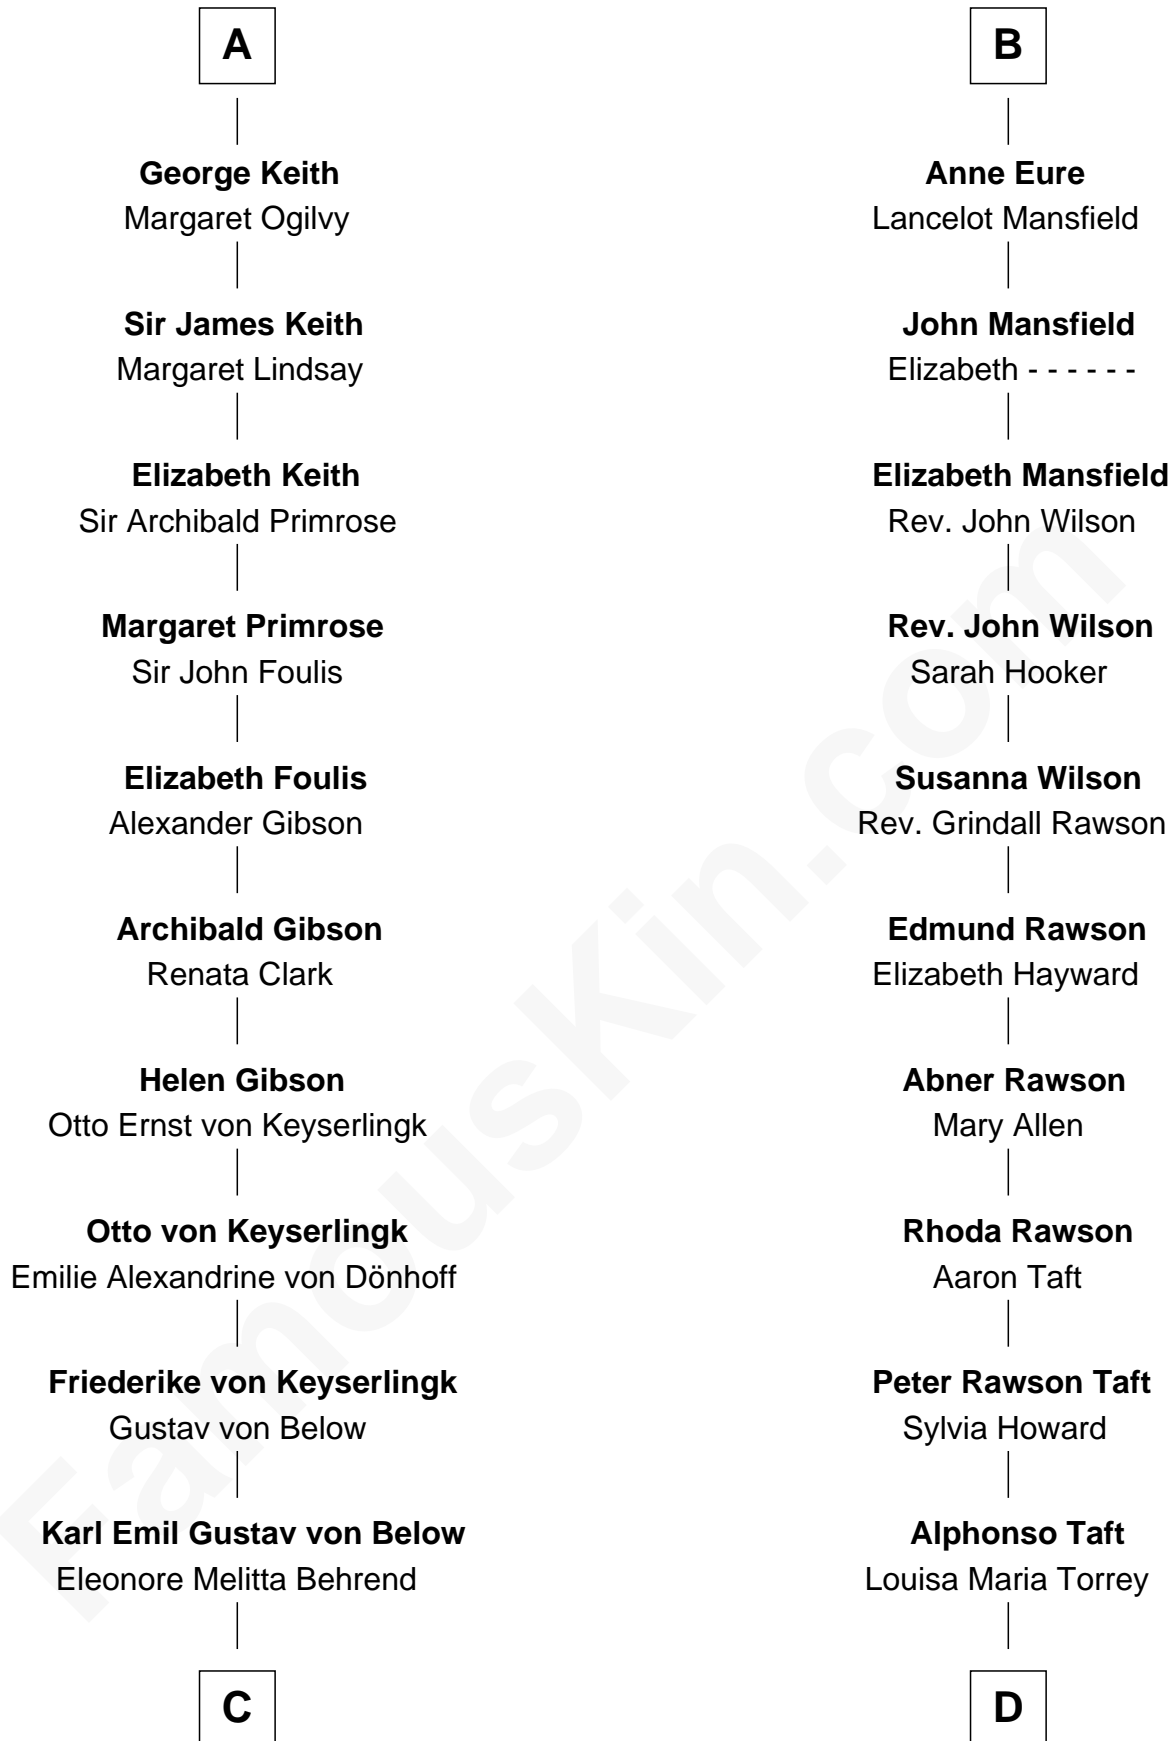 A
George Keith
Margaret Ogilvy
Sir James Keith
Margaret Lindsay
Elizabeth Keith
Sir Archibald Primrose
Margaret Primrose
Sir John Foulis
Elizabeth Foulis
Alexander Gibson
Archibald Gibson
Renata Clark
Helen Gibson
Otto Ernst von Keyserlingk
Otto von Keyserlingk
Emilie Alexandrine von Dönhoff
Friederike von Keyserlingk
Gustav von Below
Karl Emil Gustav von Below
Eleonore Melitta Behrend
C
B
Anne Eure
Lancelot Mansfield
John Mansfield
Elizabeth - - - - - -
Elizabeth Mansfield
Rev. John Wilson
Rev. John Wilson
Sarah Hooker
Susanna Wilson
Rev. Grindall Rawson
Edmund Rawson
Elizabeth Hayward
Abner Rawson
Mary Allen
Rhoda Rawson
Aaron Taft
Peter Rawson Taft
Sylvia Howard
Alphonso Taft
Louisa Maria Torrey
D
FamousKin.com